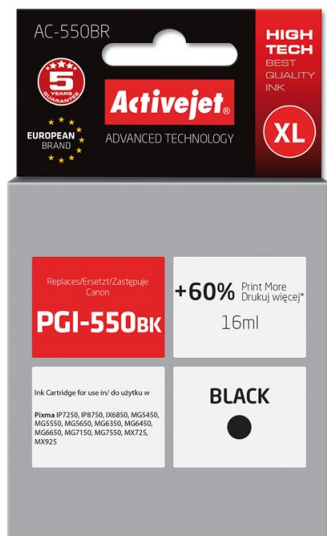 AC-550BR
HIGH
TECH
BEST
QUALITY
INK
5
YEARS
GUARANTEE
Activejet®
EUROPEAN
BRAND
ADVANCED TECHNOLOGY
XL
Replaces/Ersetzt/Zastępuje
Canon
PGI-550BK
+60% Print More
Drukuj więcej*
16ml
Ink Cartridge for use in/ do użytku w
Pixma IP7250, IP8750, IX6850, MG5450,
MG5550, MG5650, MG6350, MG6450,
MG6650, MG7150, MG7550, MX725,
MX925
BLACK